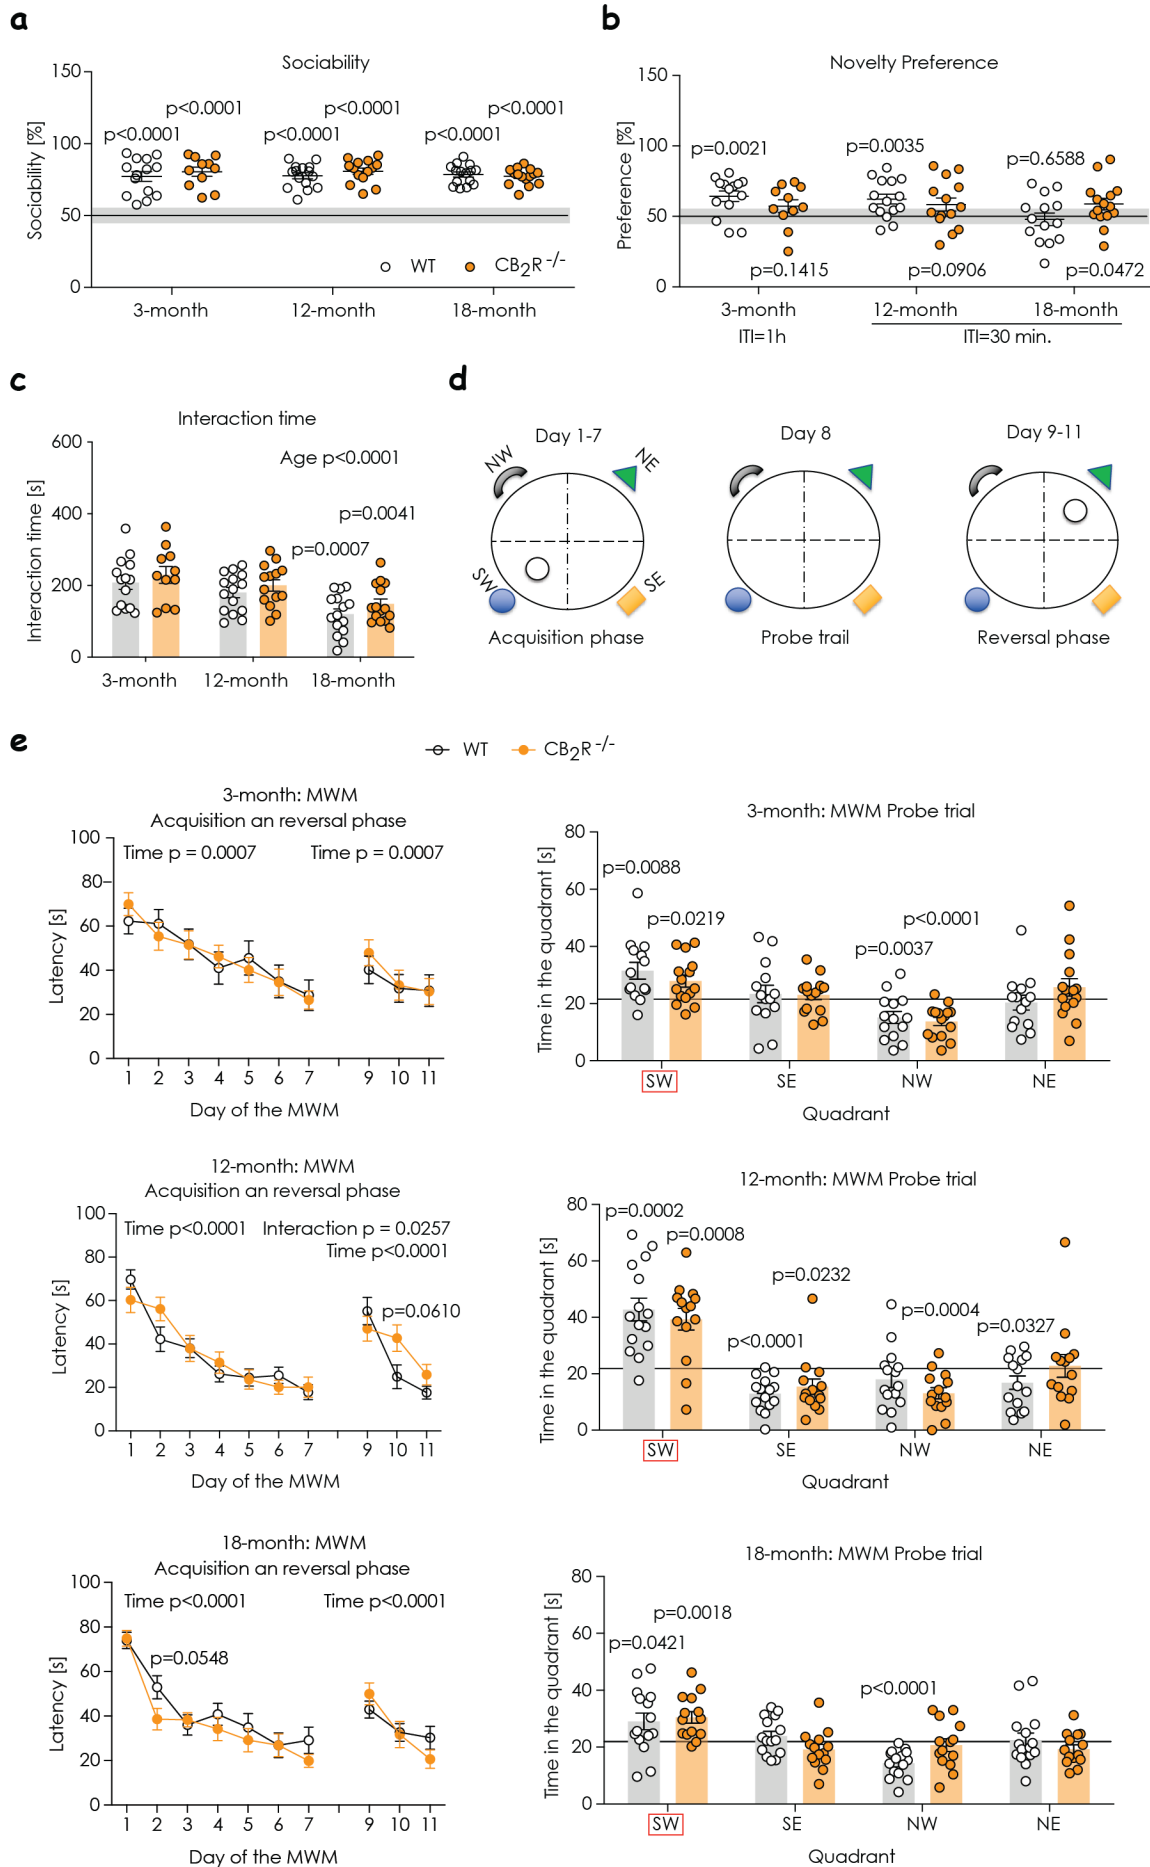 a
Sociability
150
100
50
0
Sociability [%]
p<0.0001 p<0.0001 p<0.0001
p<0.0001 p<0.0001 p<0.0001
WT CB2R-/-
3-month 12-month 18-month
b
Novelty Preference
150
100
50
0
Preference [%]
p=0.0021 p=0.0035 p=0.6588
p=0.1415 p=0.0906 p=0.0472
3-month 12-month 18-month
ITI=1h ITI=30 min.
c
Interaction time
600
400
200
0
Interaction time [s]
Age p<0.0001
p=0.0041
p=0.0007
3-month 12-month 18-month
d
Day 1-7 Day 8 Day 9-11
NW NE
SW SE
Acquisition phase Probe trail Reversal phase
e
WT CB2R-/-
3-month: MWM
Acquisition an reversal phase
Time p = 0.0007 Time p = 0.0007
100
80
60
40
20
0
Latency [s]
1 2 3 4 5 6 7 9 10 11
Day of the MWM
3-month: MWM Probe trial
80
60
40
20
0
Time in the quadrant [s]
p=0.0088
p=0.0219
p<0.0001
p=0.0037
SW SE NW NE
Quadrant
12-month: MWM
Acquisition an reversal phase
Time p<0.0001 Interaction p = 0.0257
Time p<0.0001
p=0.0610
100
80
60
40
20
0
Latency [s]
1 2 3 4 5 6 7 9 10 11
Day of the MWM
12-month: MWM Probe trial
80
60
40
20
0
Time in the quadrant [s]
p=0.0002
p=0.0008
p=0.0232
p<0.0001
p=0.0004
p=0.0327
SW SE NW NE
Quadrant
18-month: MWM
Acquisition an reversal phase
Time p<0.0001 Time p<0.0001
p=0.0548
100
80
60
40
20
0
Latency [s]
1 2 3 4 5 6 7 9 10 11
Day of the MWM
18-month: MWM Probe trial
80
60
40
20
0
Time in the quadrant [s]
p=0.0018
p=0.0421
p<0.0001
SW SE NW NE
Quadrant